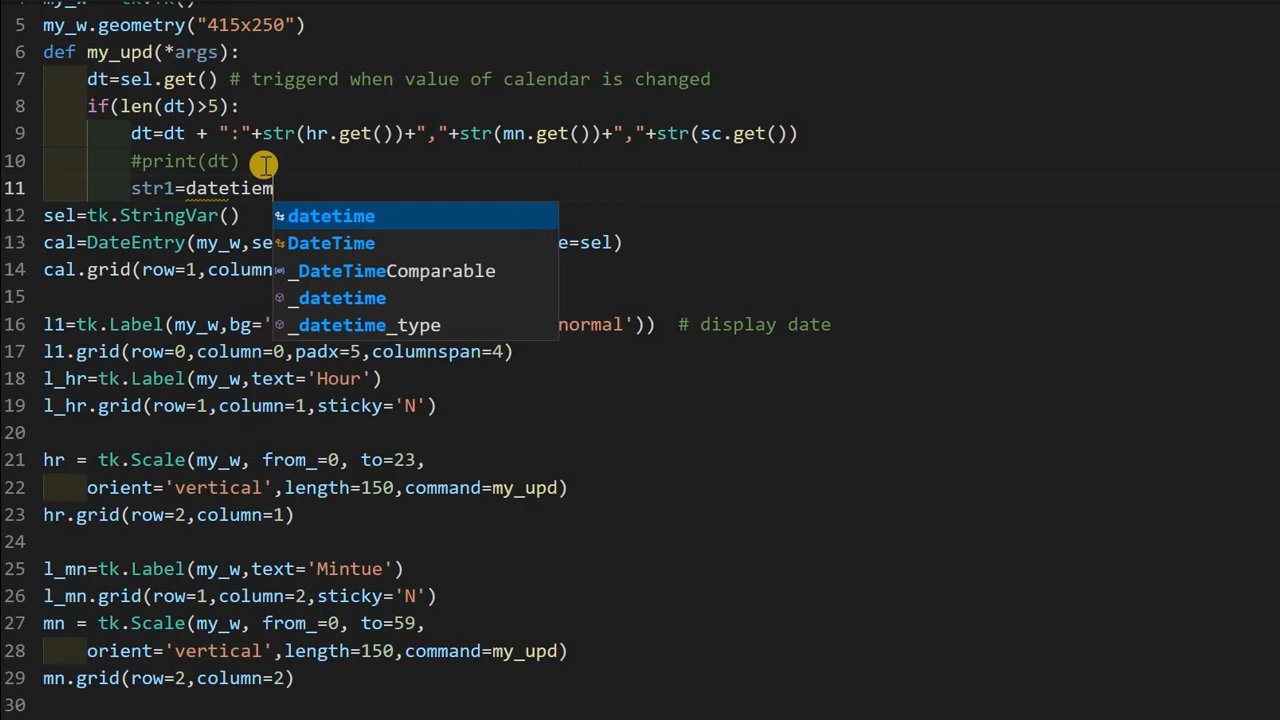 5 my_w.geometry("415x250")
6 def my_upd(*args):
7 dt=sel.get() # triggerd when value of calendar is changed
8 if(len(dt)>5):
9 dt=dt + ":"+str(hr.get())+","+str(mn.get())+","+str(sc.get())
10 #print(dt)
11 str1=datetiem
12 sel=tk.StringVar()
datetime
13 cal=DateEntry(my_w,se
DateTime
e=sel)
14 cal.grid(row=1,column
_DateTimeComparable
15
_datetime
16 l1=tk.Label(my_w,bg='
_datetime_type
normal')) # display date
17 l1.grid(row=0,column=0,padx=5,columnspan=4)
18 l_hr=tk.Label(my_w,text='Hour')
19 l_hr.grid(row=1,column=1,sticky='N')
20
21 hr = tk.Scale(my_w, from_=0, to=23,
22 orient='vertical',length=150,command=my_upd)
23 hr.grid(row=2,column=1)
24
25 l_mn=tk.Label(my_w,text='Mintue')
26 l_mn.grid(row=1,column=2,sticky='N')
27 mn = tk.Scale(my_w, from_=0, to=59,
28 orient='vertical',length=150,command=my_upd)
29 mn.grid(row=2,column=2)
30